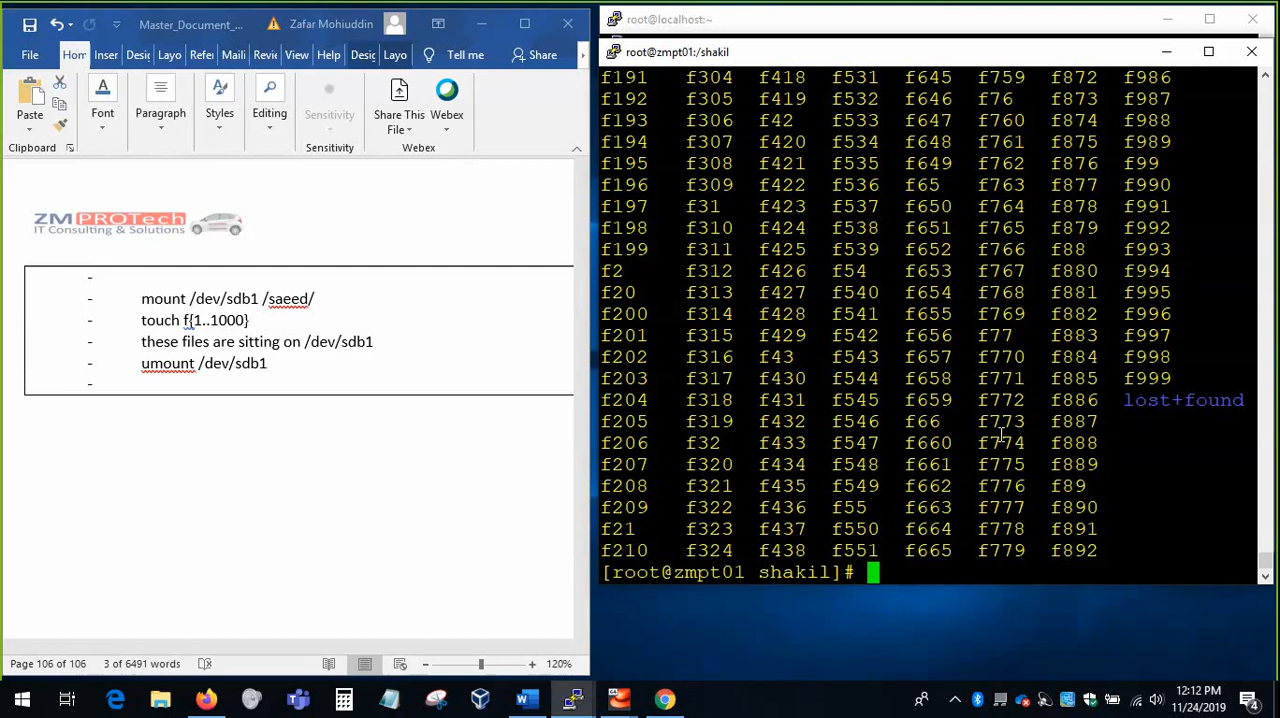 Master_Document_... Zafar Mohiuddin
File Hom Inser Desig Layo Refer Maili Revie View Help Desig Layo Tell me Share
Paste Font Paragraph Styles Editing Sensitivity Share This File Webex
Clipboard Sensitivity Webex
ZM PROTech
IT Consulting & Solutions
-
- mount /dev/sdb1 /saeed/
- touch f{1..1000}
- these files are sitting on /dev/sdb1
- umount /dev/sdb1
-
Page 106 of 106 3 of 6491 words 120%
root@localhost:~
root@zmpt01:/shakil
f191 f304 f418 f531 f645 f759 f872 f986
f192 f305 f419 f532 f646 f76 f873 f987
f193 f306 f42 f533 f647 f760 f874 f988
f194 f307 f420 f534 f648 f761 f875 f989
f195 f308 f421 f535 f649 f762 f876 f99
f196 f309 f422 f536 f65 f763 f877 f990
f197 f31 f423 f537 f650 f764 f878 f991
f198 f310 f424 f538 f651 f765 f879 f992
f199 f311 f425 f539 f652 f766 f88 f993
f2 f312 f426 f54 f653 f767 f880 f994
f20 f313 f427 f540 f654 f768 f881 f995
f200 f314 f428 f541 f655 f769 f882 f996
f201 f315 f429 f542 f656 f77 f883 f997
f202 f316 f43 f543 f657 f770 f884 f998
f203 f317 f430 f544 f658 f771 f885 f999
f204 f318 f431 f545 f659 f772 f886 lost+found
f205 f319 f432 f546 f66 f773 f887
f206 f32 f433 f547 f660 f774 f888
f207 f320 f434 f548 f661 f775 f889
f208 f321 f435 f549 f662 f776 f89
f209 f322 f436 f55 f663 f777 f890
f21 f323 f437 f550 f664 f778 f891
f210 f324 f438 f551 f665 f779 f892
[root@zmpt01 shakil]#
12:12 PM
11/24/2019
4